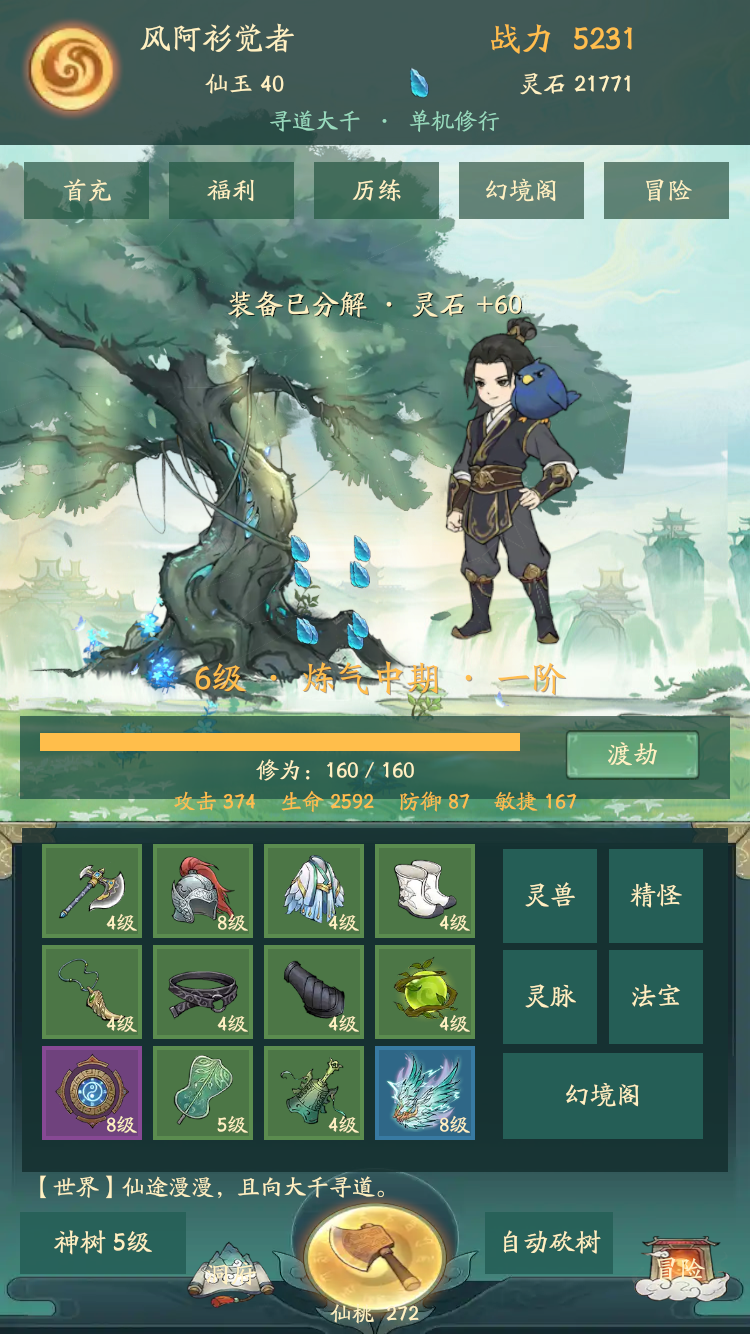 风阿衫觉者
战力 5231
仙玉 40
灵石 21771
寻道大千 · 单机修行
首充
福利
历练
幻境阁
冒险
装备已分解 · 灵石 +60
6级 · 炼气中期 · 一阶
修为：160 / 160
渡劫
攻击 374 生命 2592 防御 87 敏捷 167
4级
8级
4级
4级
灵兽
精怪
4级
4级
4级
4级
灵脉
法宝
8级
5级
4级
8级
幻境阁
【世界】仙途漫漫，且向大千寻道。
神树 5级
自动砍树
洞府
冒险
仙桃 272